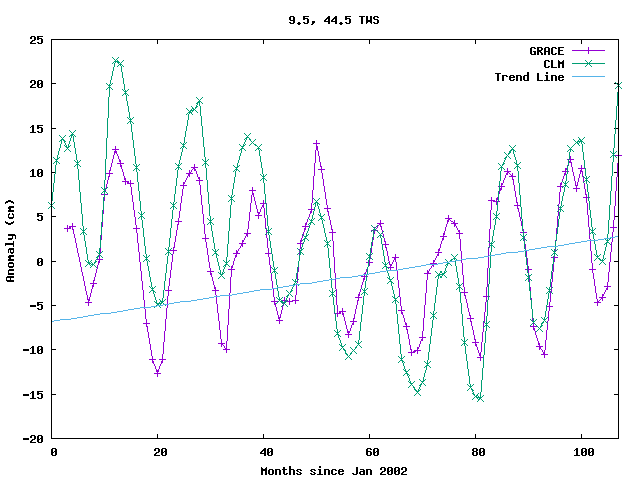 9.5, 44.5 TWS
GRACE
CLM
Trend Line
25
20
15
10
5
0
-5
-10
-15
-20
Anomaly (cm)
0 20 40 60 80 100
Months since Jan 2002